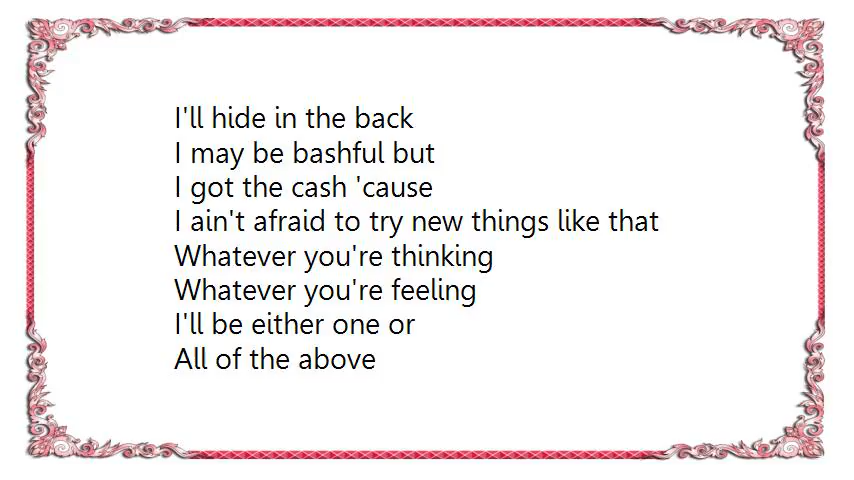 I'll hide in the back
I may be bashful but
I got the cash 'cause
I ain't afraid to try new things like that
Whatever you're thinking
Whatever you're feeling
I'll be either one or
All of the above